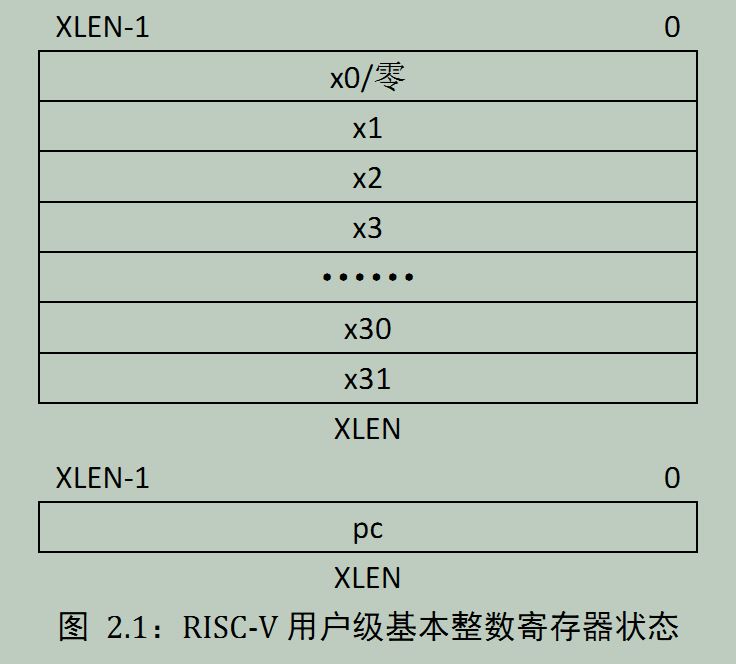 XLEN-1 0
x0/零
x1
x2
x3
······
x30
x31
XLEN
XLEN-1 0
pc
XLEN
图 2.1：RISC-V 用户级基本整数寄存器状态